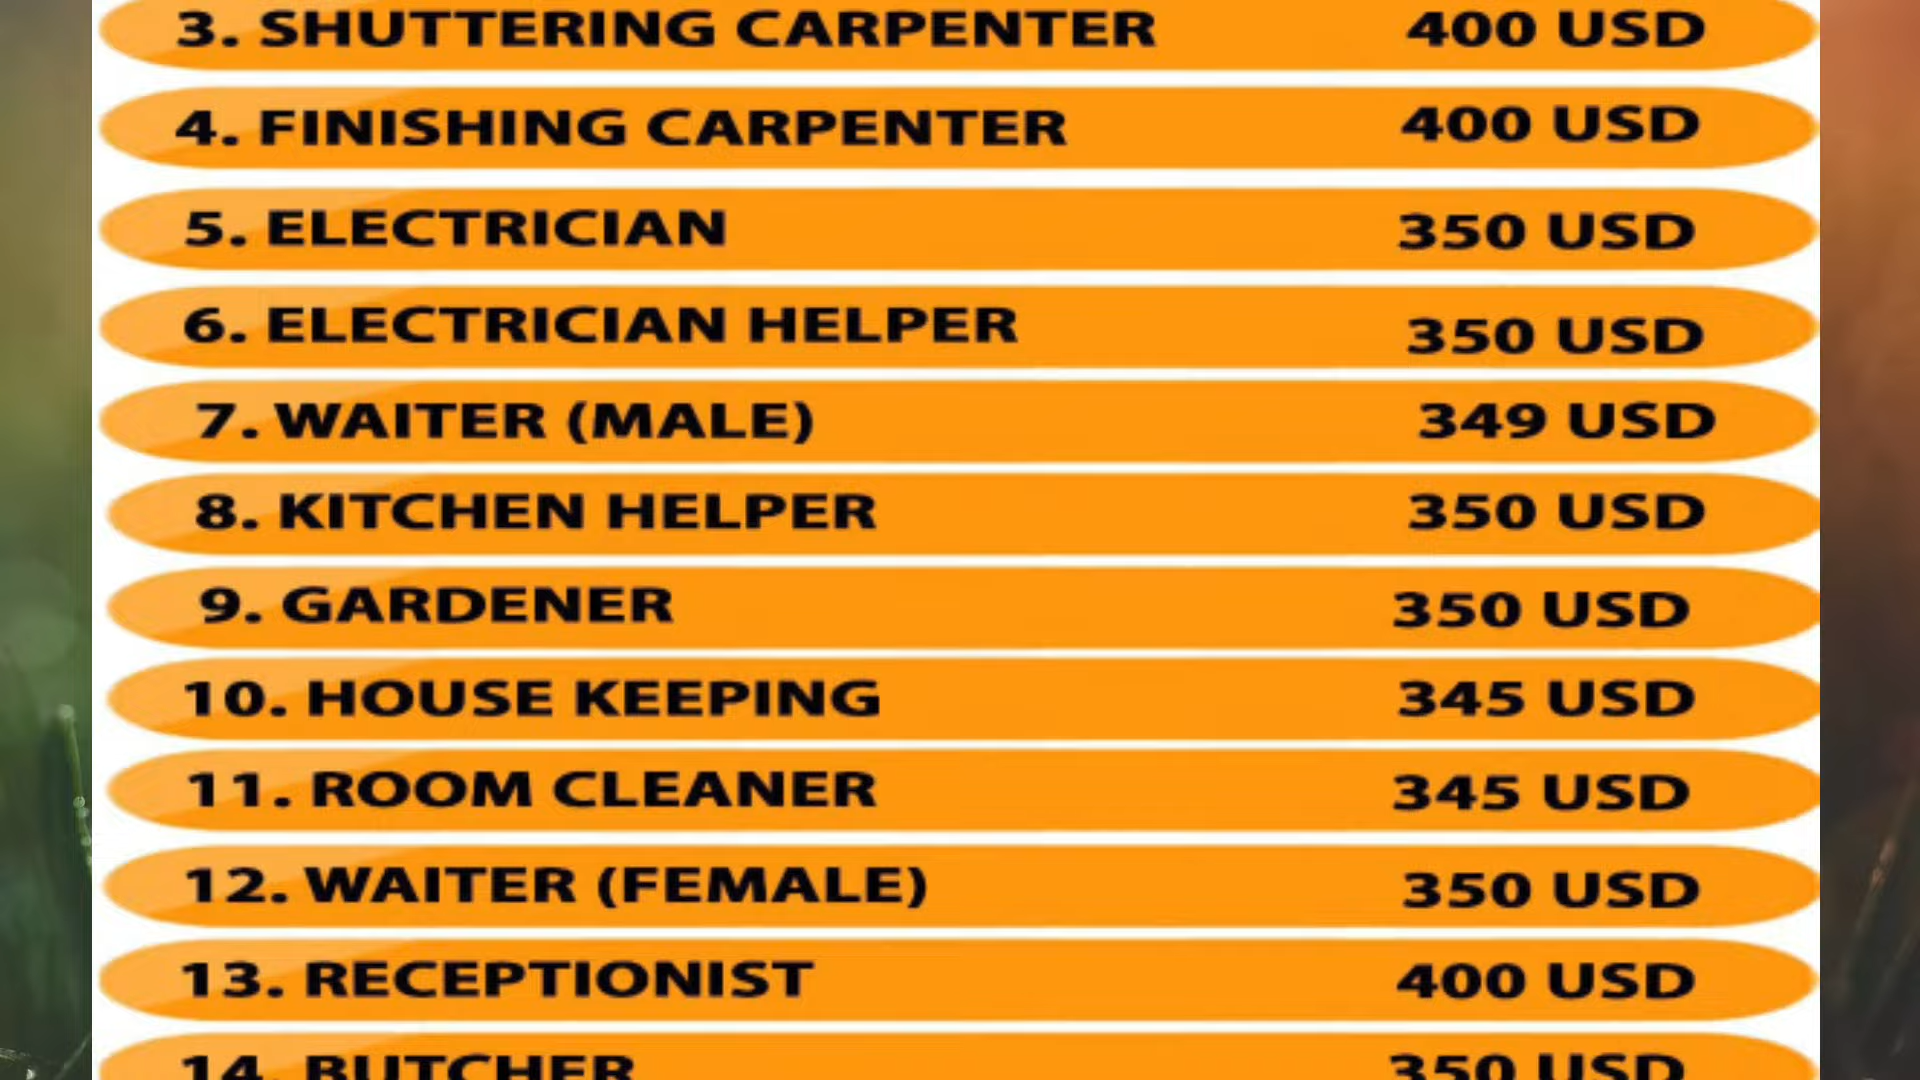 3. SHUTTERING CARPENTER 400 USD
4. FINISHING CARPENTER 400 USD
5. ELECTRICIAN 350 USD
6. ELECTRICIAN HELPER 350 USD
7. WAITER (MALE) 349 USD
8. KITCHEN HELPER 350 USD
9. GARDENER 350 USD
10. HOUSE KEEPING 345 USD
11. ROOM CLEANER 345 USD
12. WAITER (FEMALE) 350 USD
13. RECEPTIONIST 400 USD
14. BUTCHER 350 USD